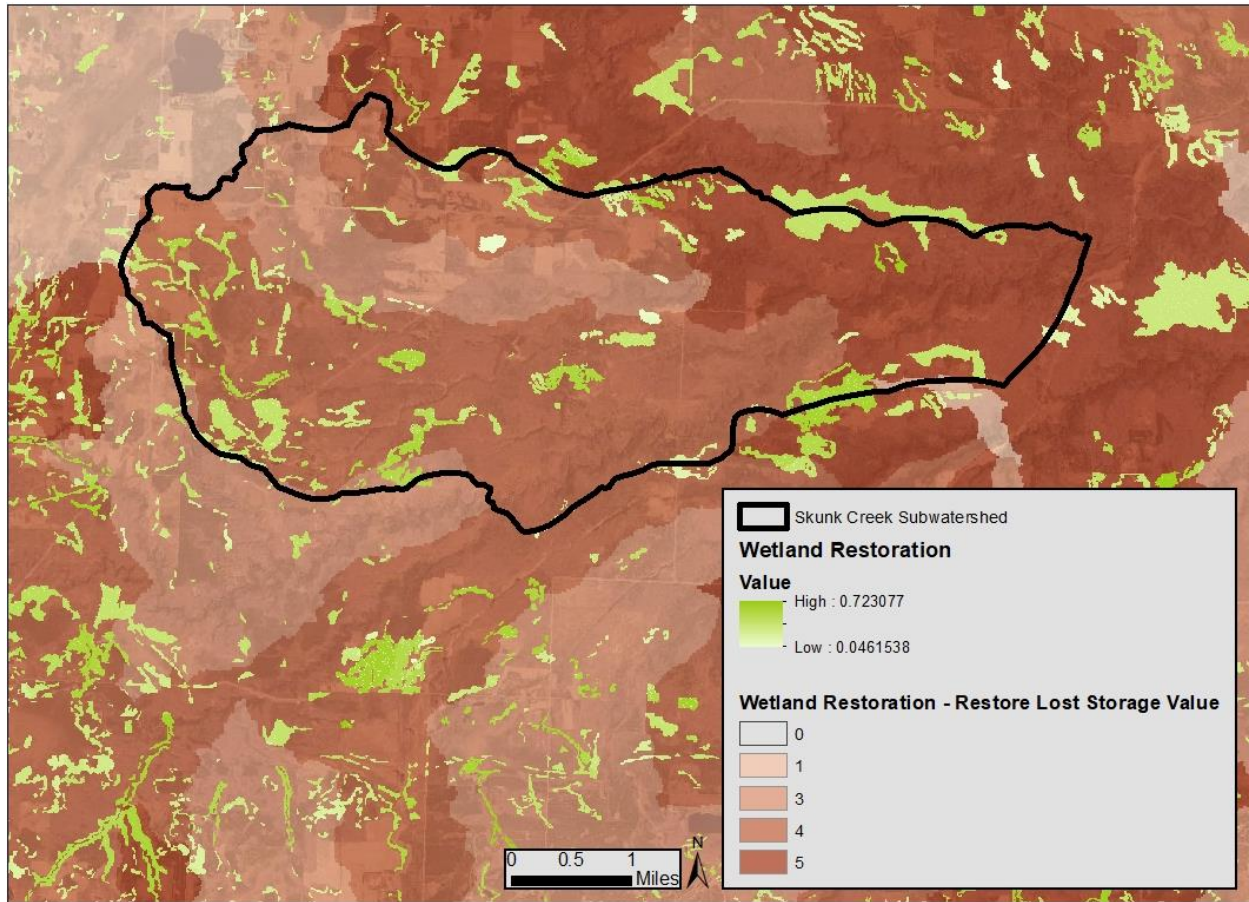 Skunk Creek Subwatershed
Wetland Restoration
Value
High : 0.723077
Low : 0.0461538
Wetland Restoration - Restore Lost Storage Value
0
1
3
4
5
0 0.5 1
Miles
N